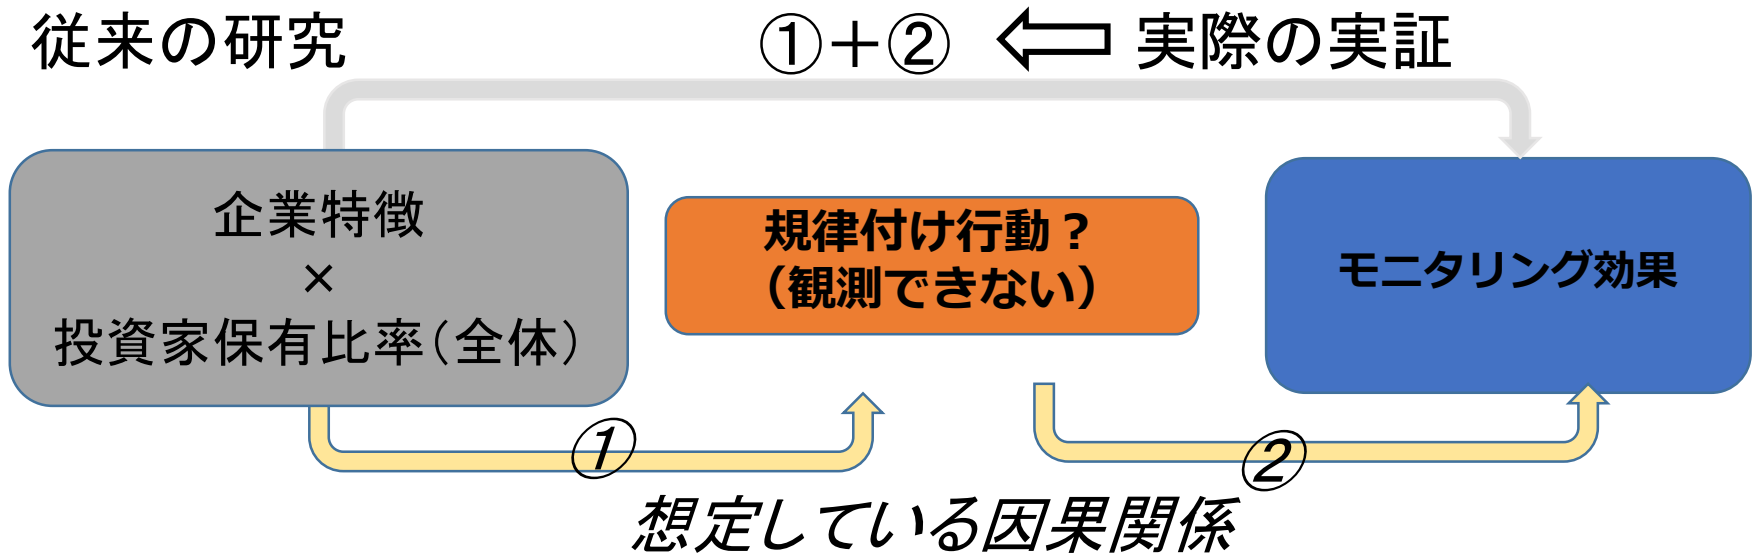 従来の研究
①+② 実際の実証
企業特徴
×
投資家保有比率(全体)
規律付け行動?
(観測できない)
モニタリング効果
①
②
想定している因果関係